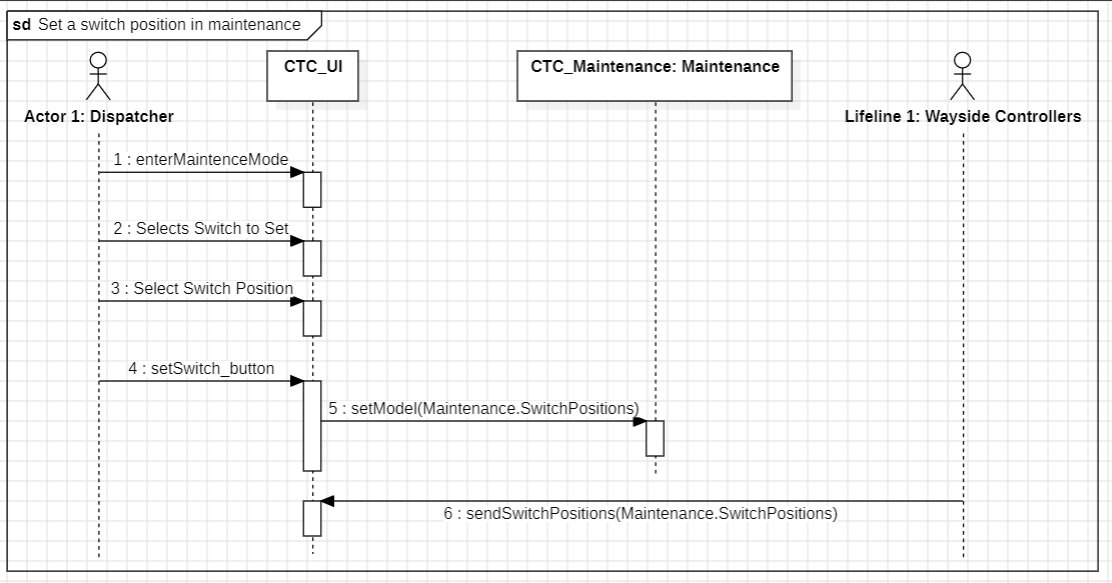 sd Set a switch position in maintenance
CTC_UI
CTC_Maintenance: Maintenance
Actor 1: Dispatcher
Lifeline 1: Wayside Controllers
1 : enterMaintenceMode
2 : Selects Switch to Set
3 : Select Switch Position
4 : setSwitch_button
5 : setModel(Maintenance.SwitchPositions)
6 : sendSwitchPositions(Maintenance.SwitchPositions)